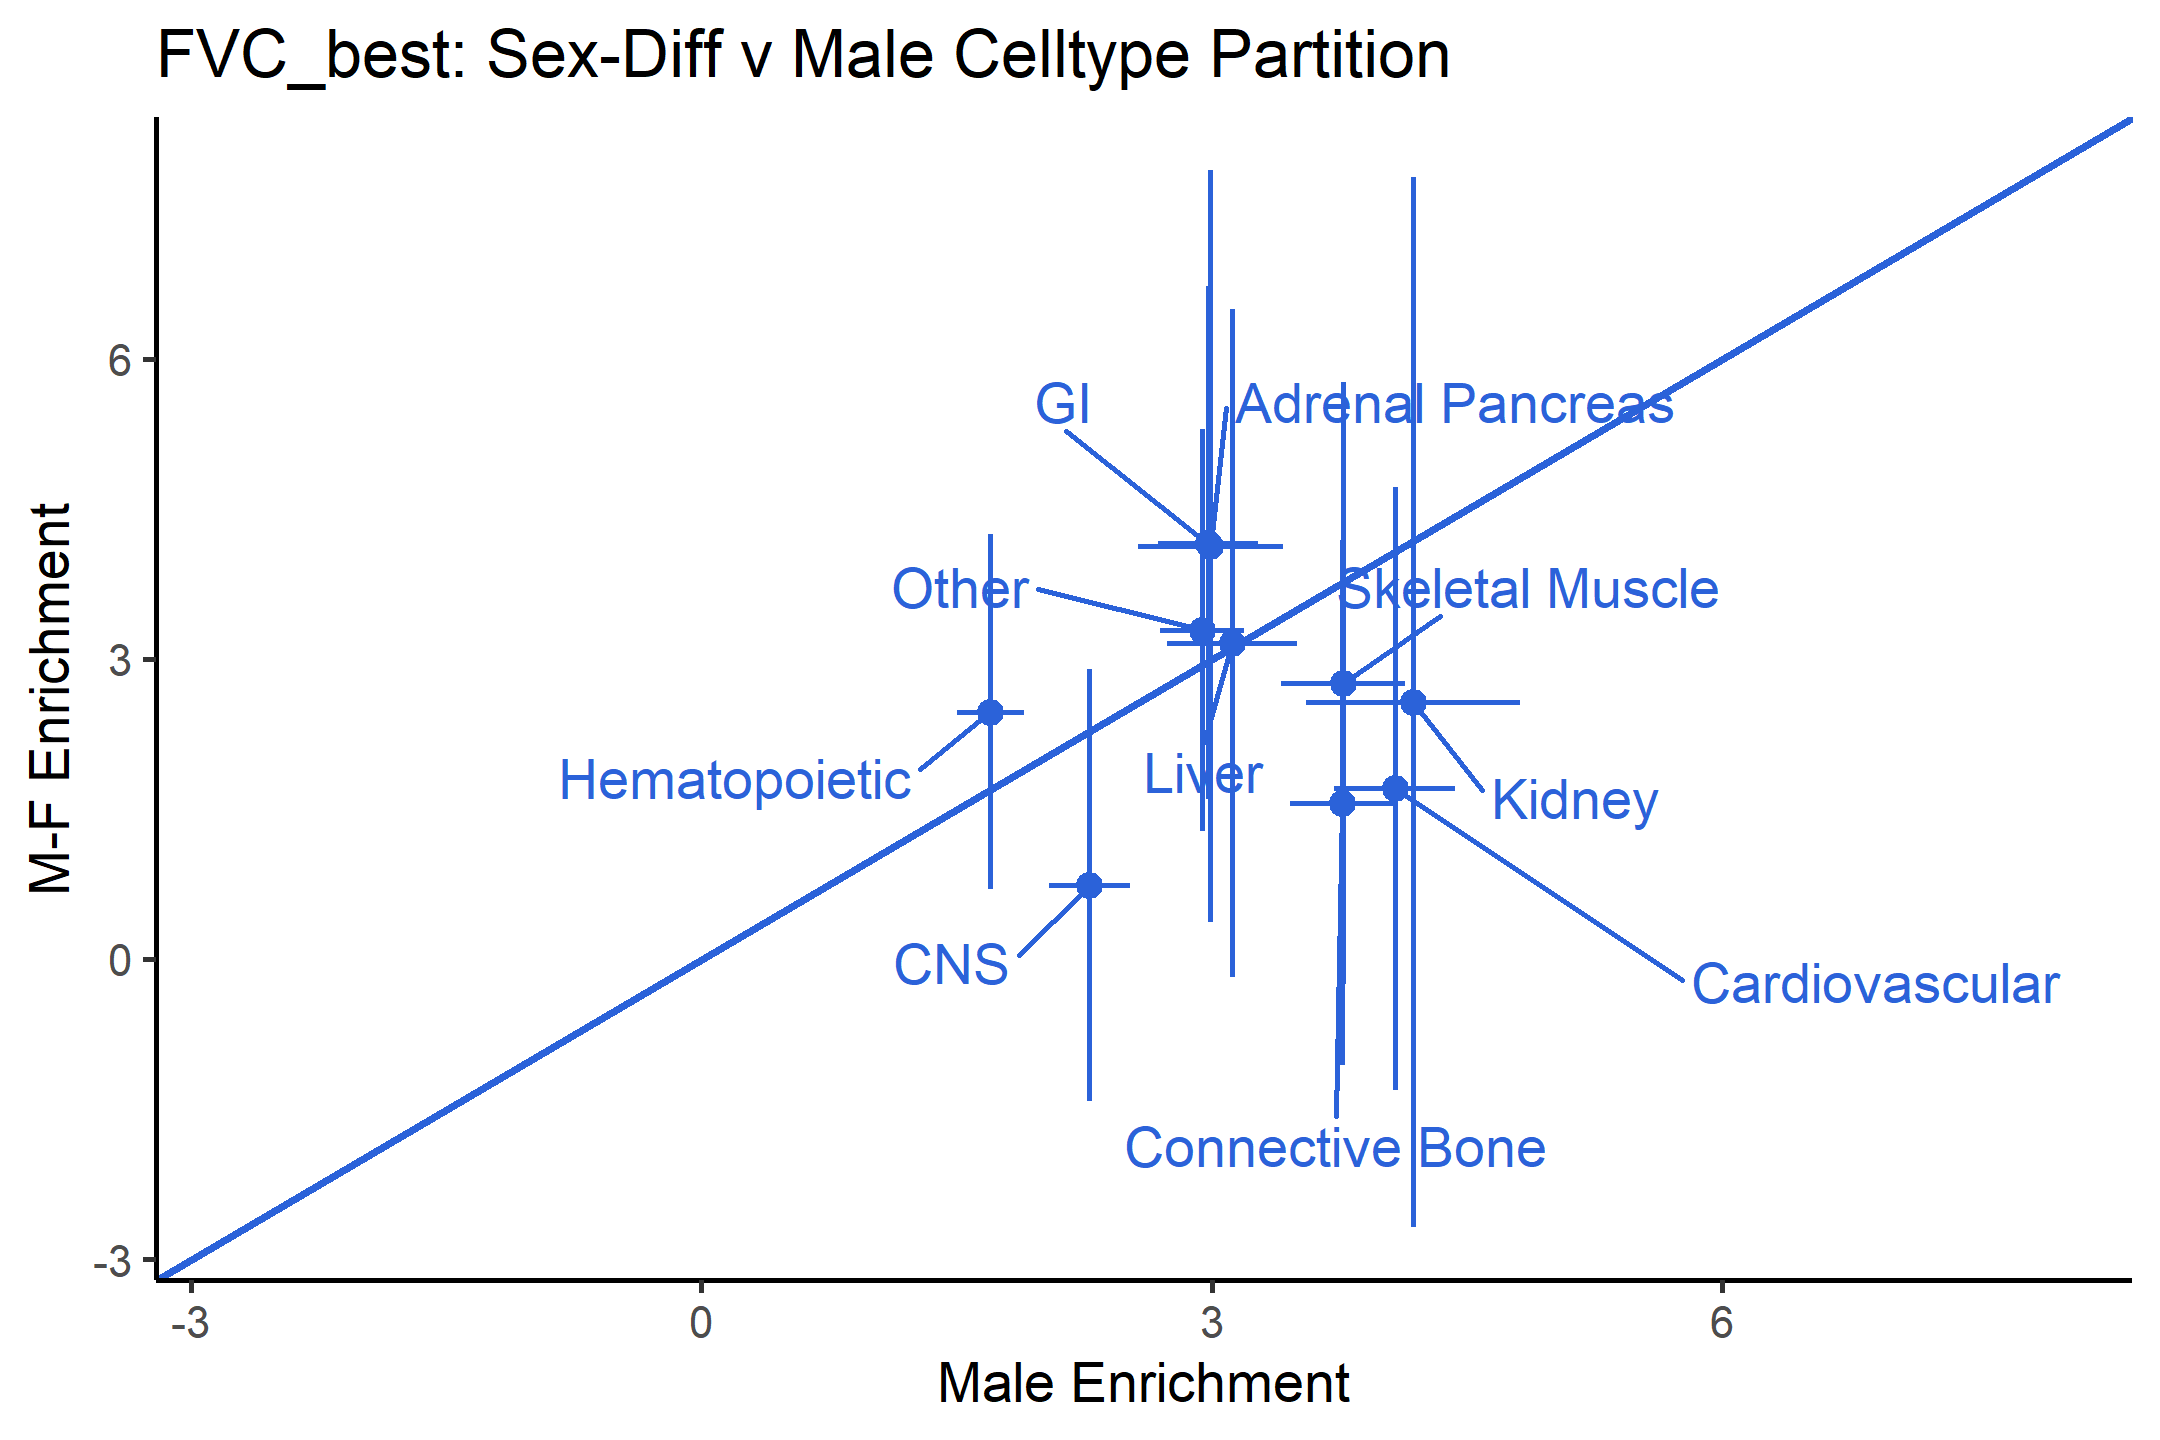 FVC_best: Sex-Diff v Male Celltype Partition
M-F Enrichment
6
3
0
-3
GI
Adrenal Pancreas
Other
Skeletal Muscle
Hematopoietic
Liver
Kidney
CNS
Cardiovascular
Connective Bone
-3
0
3
6
Male Enrichment